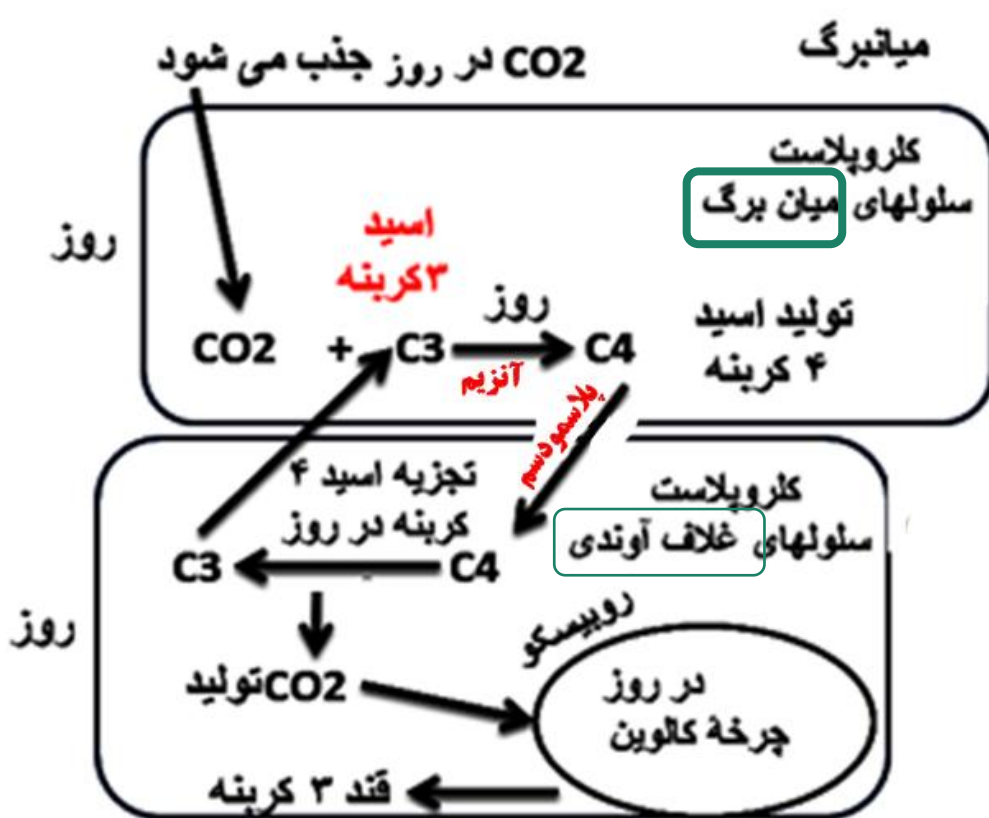 میانبرگ
CO2 در روز جذب می شود
کلروپلاست
سلولهای میان برگ
روز
اسید
۳کربنه
روز
تولید اسید
۴ کربنه
CO2 + C3 C4
آنزیم
پلاسمودسم
تجزیه اسید ۴
کربنه در روز
کلروپلاست
سلولهای غلاف آوندی
C3 C4
روز
روبیسکو
تولیدCO2
در روز
چرخۀ کالوین
قند ۳ کربنه